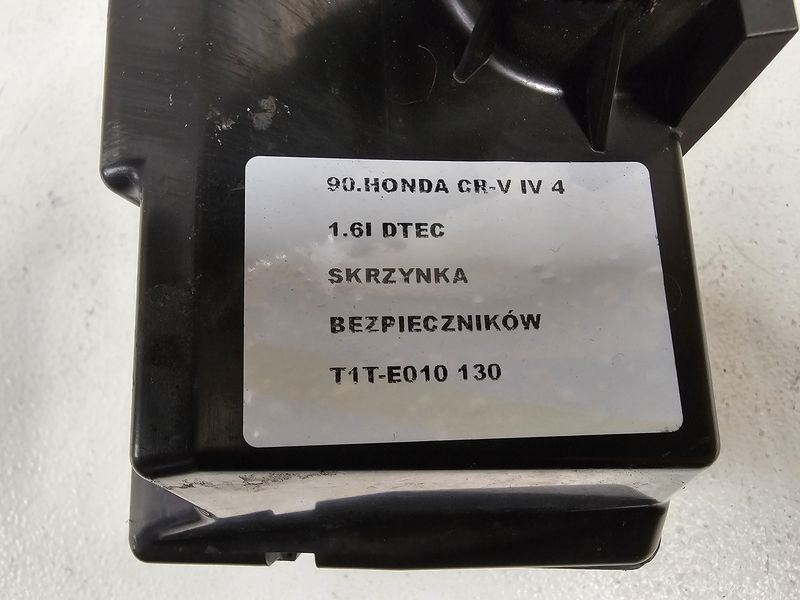 90.HONDA CR-V IV 4
1.6I DTEC
SKRZYNKA
BEZPIECZNIKÓW
T1T-E010 130